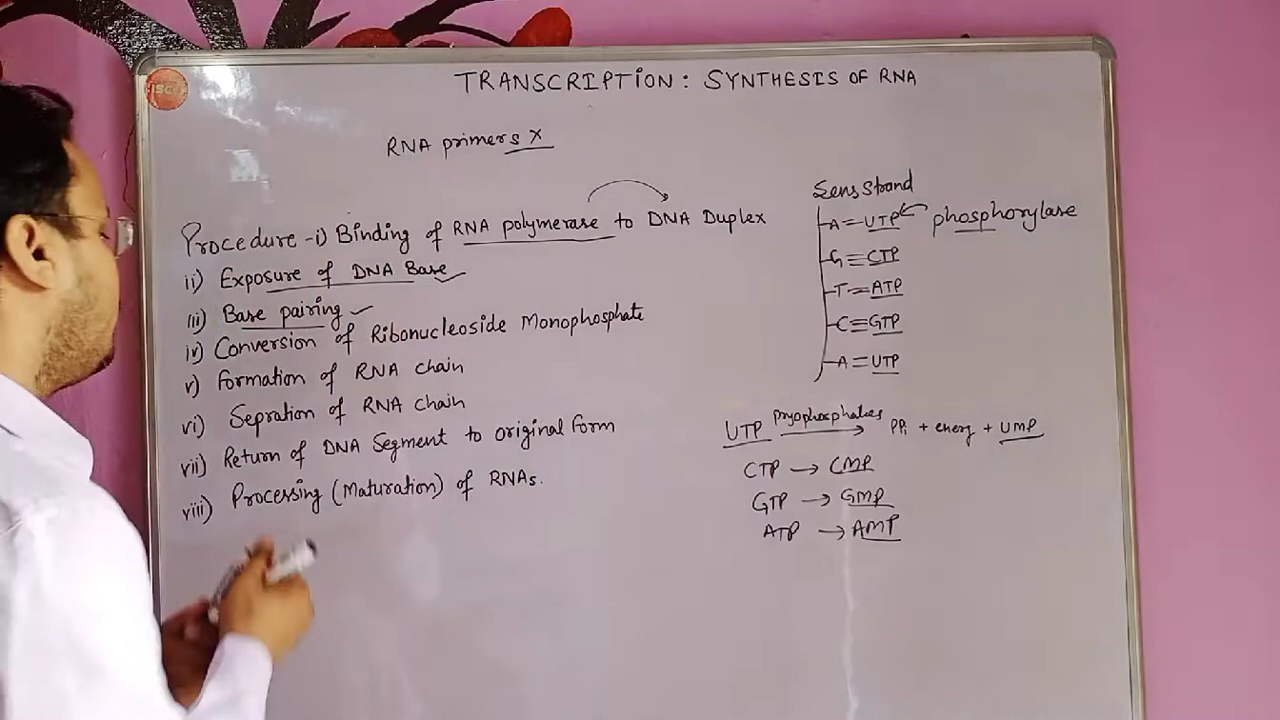 TRANSCRIPTION: SYNTHESIS OF RNA
ISC
RNA primers X
Procedure - i) Binding of RNA polymerase to DNA Duplex
ii) Exposure of DNA Base
iii) Base pairing
iv) Conversion of Ribonucleoside Monophosphate
v) Formation of RNA chain
vi) Sepration of RNA chain
vii) Return of DNA Segment to original form
viii) Processing (Maturation) of RNAs.
Sens Strand
A = UTP phosphorylase
G ≡ CTP
T = ATP
C ≡ GTP
A = UTP
UTP pryophosphatus → PPi + energ + UMP
CTP → CMP
GTP → GMP
ATP → AMP